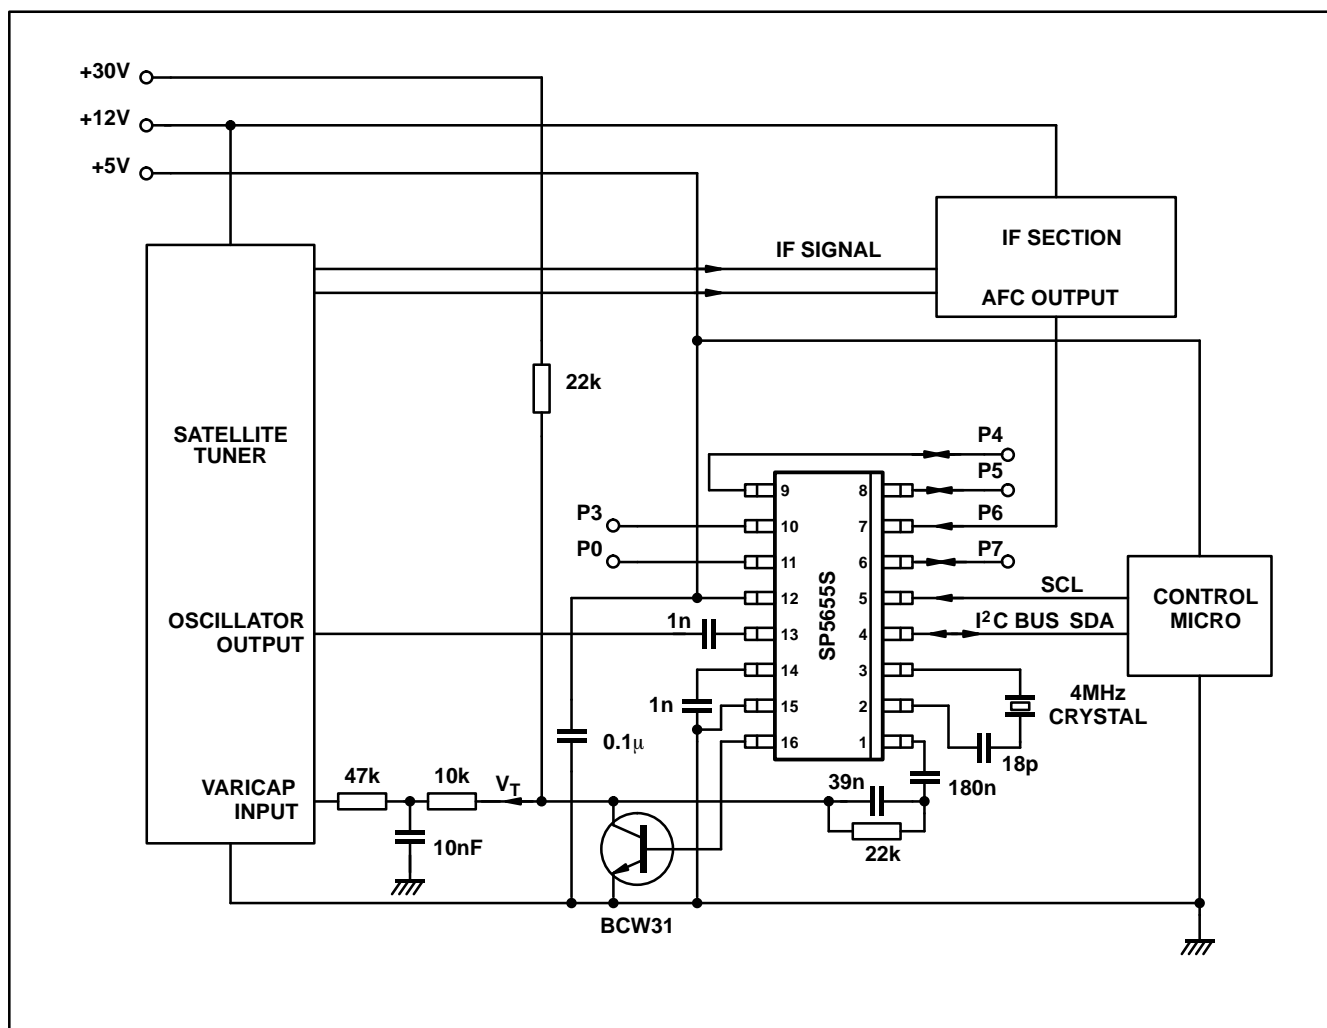 +30V
+12V
+5V
IF SIGNAL
IF SECTION
AFC OUTPUT
22k
SATELLITE
TUNER
P4
P5
P6
P7
P3
P0
9
10
11
12
13
14
15
16
8
7
6
5
4
3
2
1
SP5655S
SCL
I²C BUS SDA
CONTROL
MICRO
OSCILLATOR
OUTPUT
1n
1n
4MHz
CRYSTAL
0.1µ
18p
180n
39n
22k
VARICAP
INPUT
47k
10k
V_T
10nF
BCW31